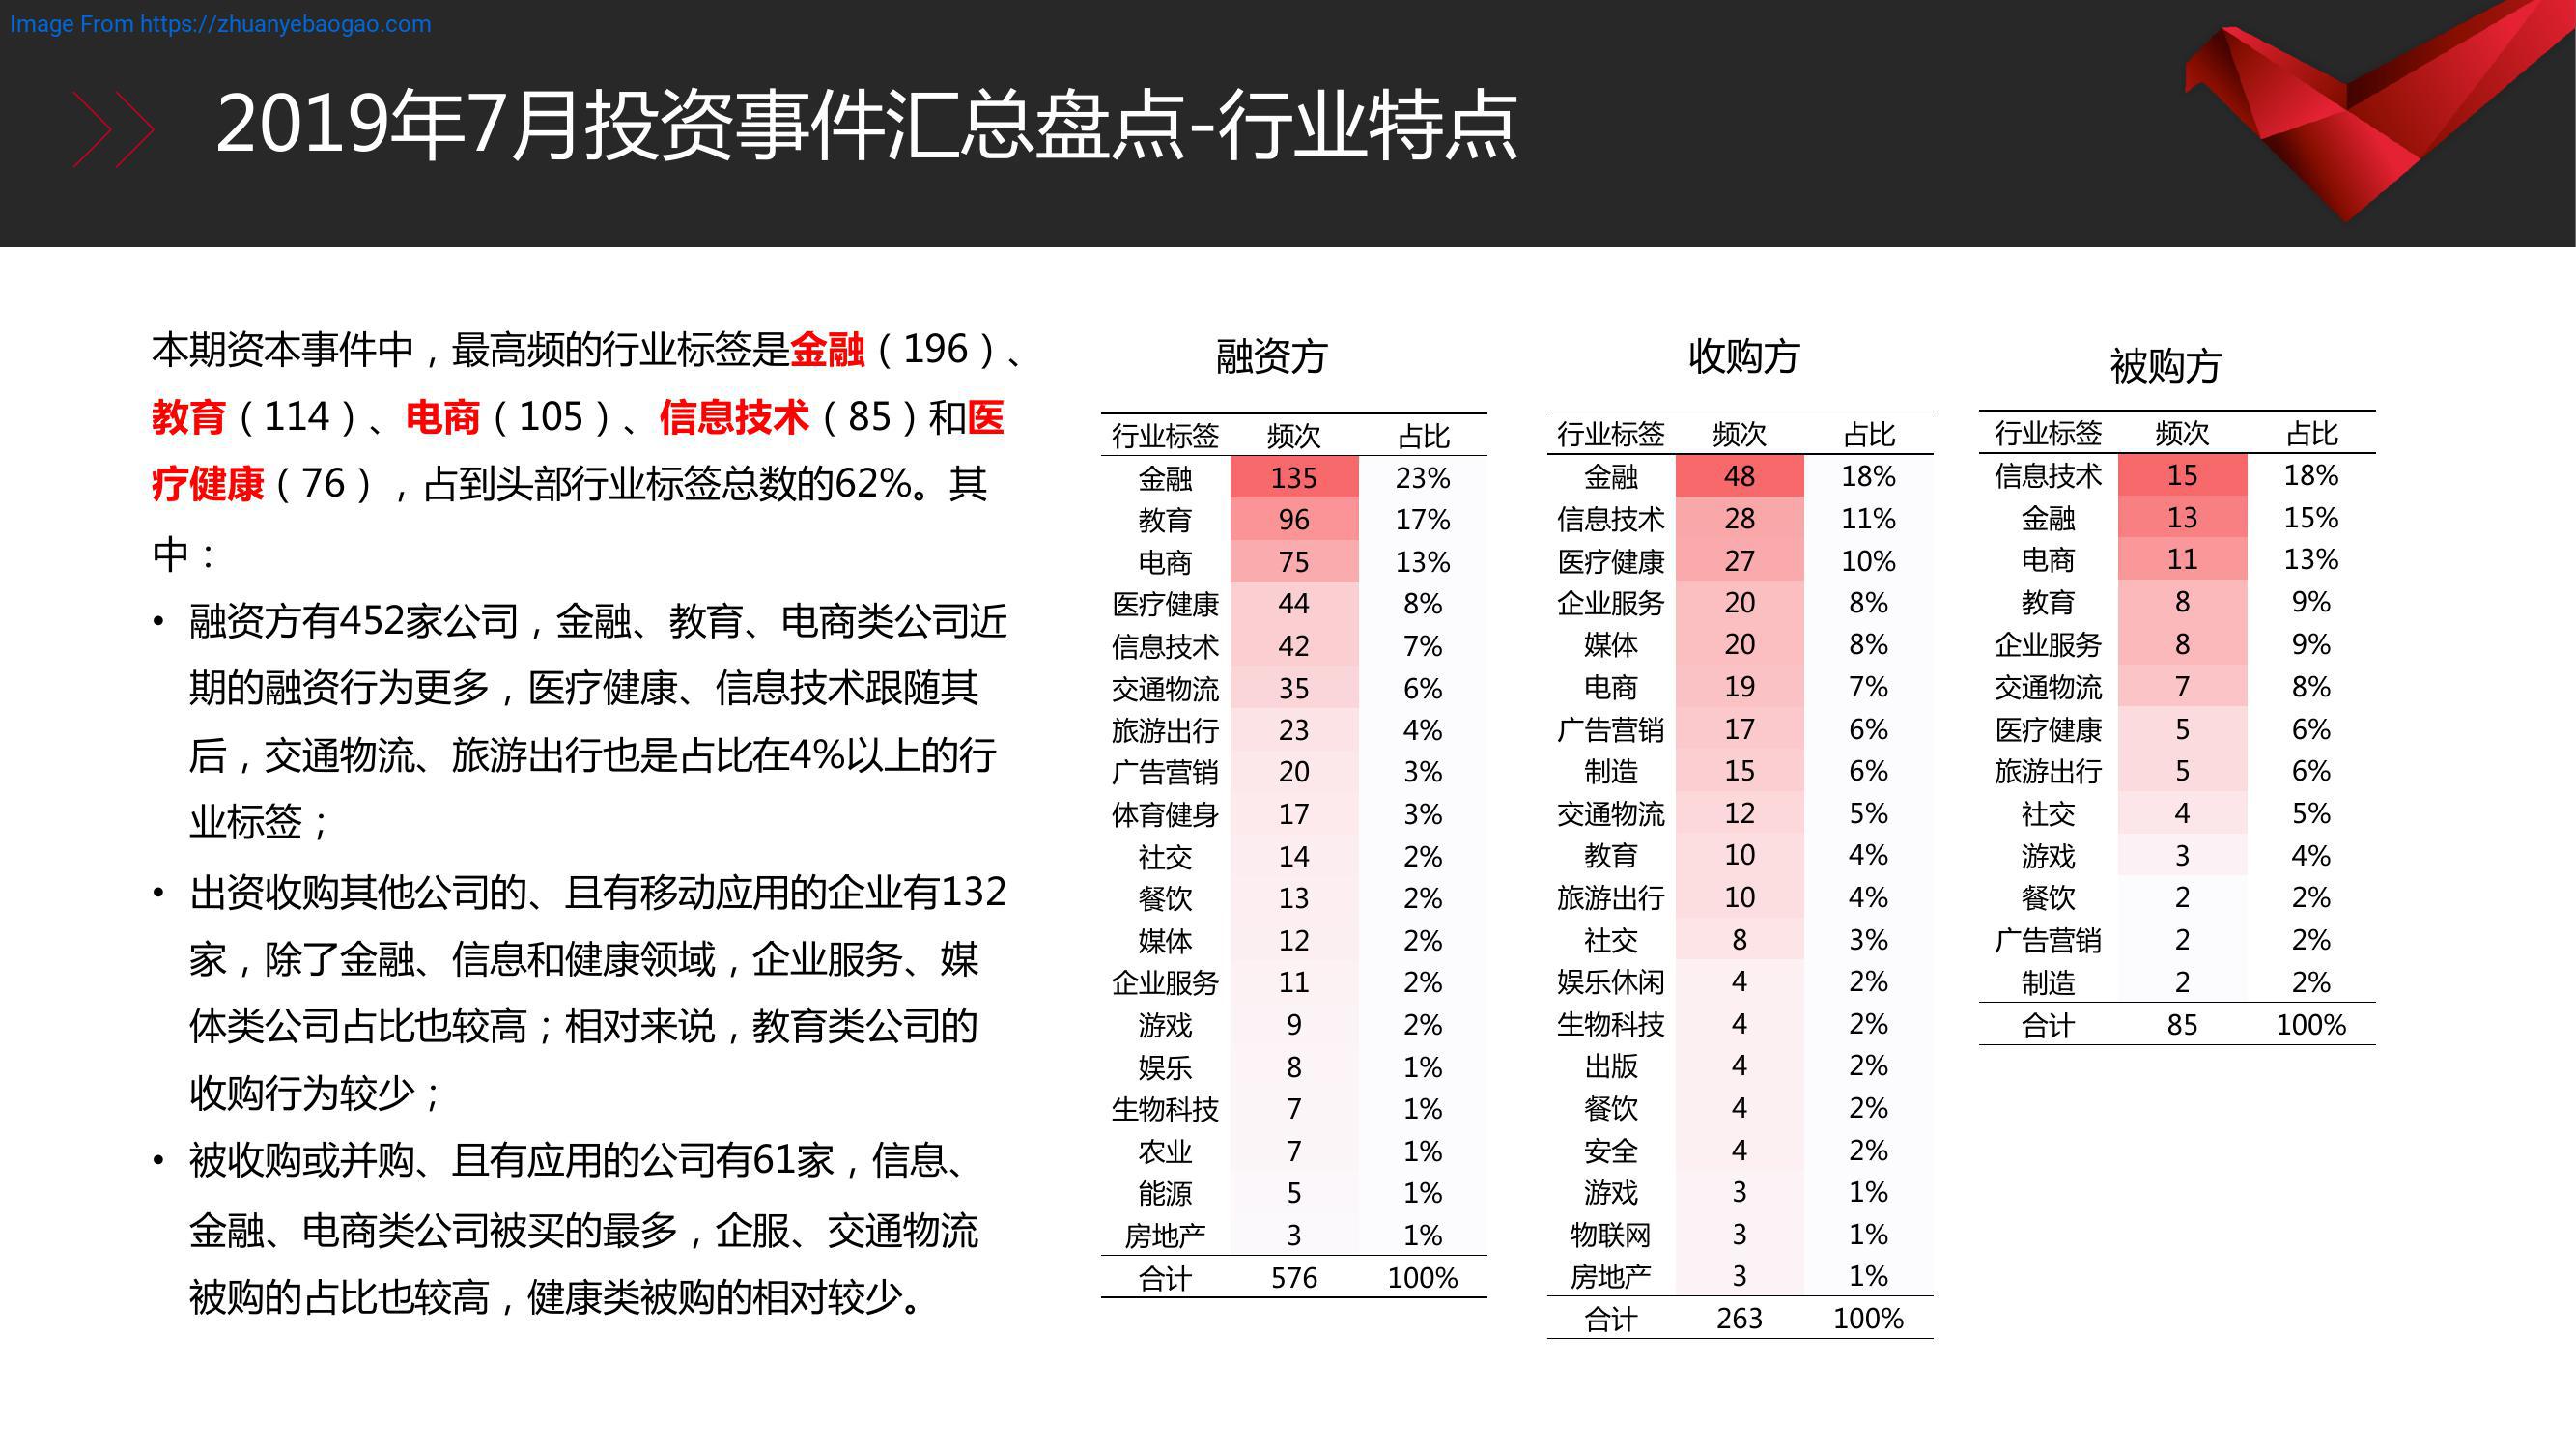 Image From https://zhuanyebaogao.com
2019年7月投资事件汇总盘点-行业特点
本期资本事件中，最高频的行业标签是金融（196）、
教育（114）、电商（105）、信息技术（85）和医
疗健康（76），占到头部行业标签总数的62%。其
中：
• 融资方有452家公司，金融、教育、电商类公司近
期的融资行为更多，医疗健康、信息技术跟随其
后，交通物流、旅游出行也是占比在4%以上的行
业标签；
• 出资收购其他公司的、且有移动应用的企业有132
家，除了金融、信息和健康领域，企业服务、媒
体类公司占比也较高；相对来说，教育类公司的
收购行为较少；
• 被收购或并购、且有应用的公司有61家，信息、
金融、电商类公司被买的最多，企服、交通物流
被购的占比也较高，健康类被购的相对较少。
融资方
行业标签 频次 占比
金融 135 23%
教育 96 17%
电商 75 13%
医疗健康 44 8%
信息技术 42 7%
交通物流 35 6%
旅游出行 23 4%
广告营销 20 3%
体育健身 17 3%
社交 14 2%
餐饮 13 2%
媒体 12 2%
企业服务 11 2%
游戏 9 2%
娱乐 8 1%
生物科技 7 1%
农业 7 1%
能源 5 1%
房地产 3 1%
合计 576 100%
收购方
行业标签 频次 占比
金融 48 18%
信息技术 28 11%
医疗健康 27 10%
企业服务 20 8%
媒体 20 8%
电商 19 7%
广告营销 17 6%
制造 15 6%
交通物流 12 5%
教育 10 4%
旅游出行 10 4%
社交 8 3%
娱乐休闲 4 2%
生物科技 4 2%
出版 4 2%
餐饮 4 2%
安全 4 2%
游戏 3 1%
物联网 3 1%
房地产 3 1%
合计 263 100%
被购方
行业标签 频次 占比
信息技术 15 18%
金融 13 15%
电商 11 13%
教育 8 9%
企业服务 8 9%
交通物流 7 8%
医疗健康 5 6%
旅游出行 5 6%
社交 4 5%
游戏 3 4%
餐饮 2 2%
广告营销 2 2%
制造 2 2%
合计 85 100%